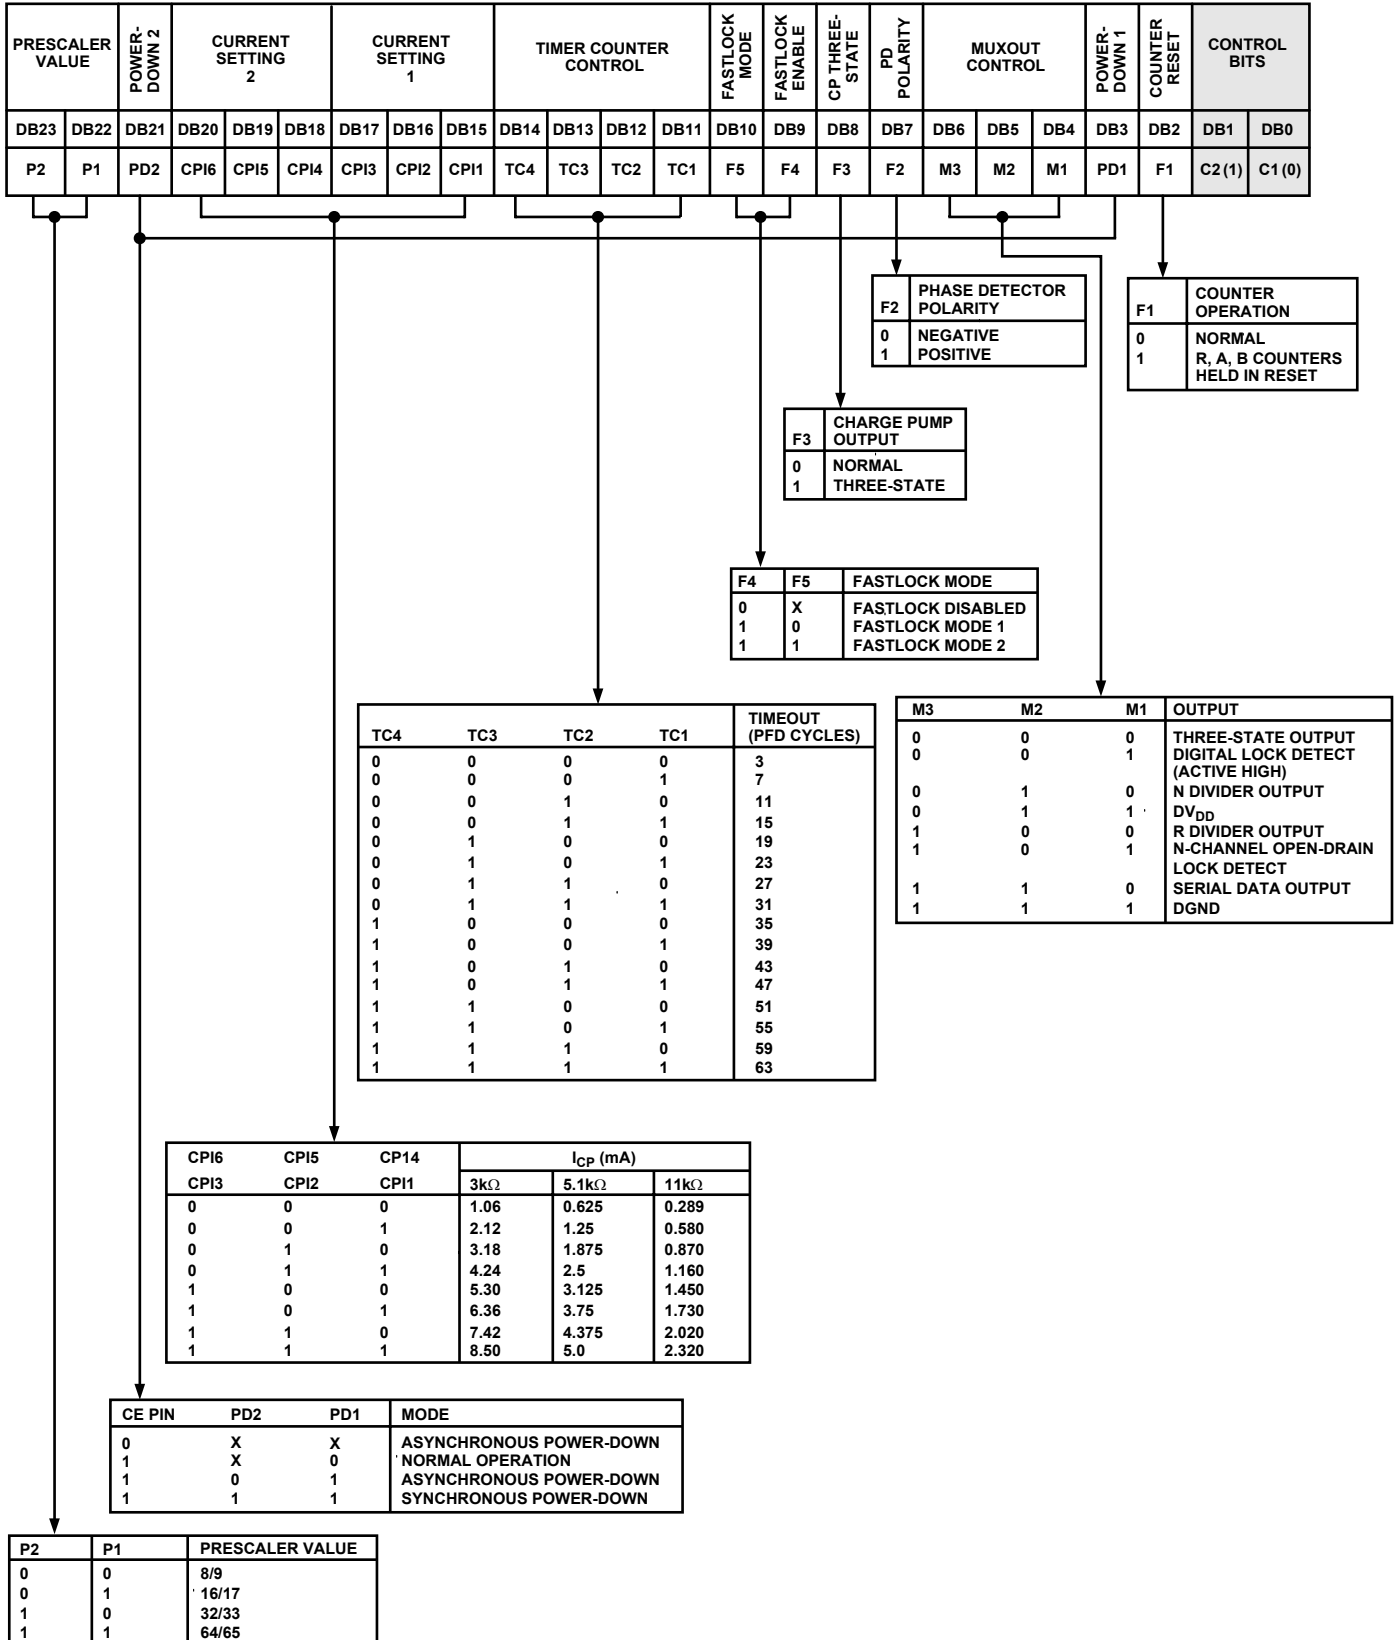 PRESCALER VALUE
POWER-DOWN 2
CURRENT SETTING 2
CURRENT SETTING 1
TIMER COUNTER CONTROL
FASTLOCK MODE
FASTLOCK ENABLE
CP THREE-STATE
PD POLARITY
MUXOUT CONTROL
POWER-DOWN 1
COUNTER RESET
CONTROL BITS
DB23 DB22 DB21 DB20 DB19 DB18 DB17 DB16 DB15 DB14 DB13 DB12 DB11 DB10 DB9 DB8 DB7 DB6 DB5 DB4 DB3 DB2 DB1 DB0
P2 P1 PD2 CPI6 CPI5 CPI4 CPI3 CPI2 CPI1 TC4 TC3 TC2 TC1 F5 F4 F3 F2 M3 M2 M1 PD1 F1 C2 (1) C1 (0)
F2 PHASE DETECTOR POLARITY
0 NEGATIVE
1 POSITIVE
F1 COUNTER OPERATION
0 NORMAL
1 R, A, B COUNTERS
HELD IN RESET
F3 CHARGE PUMP OUTPUT
0 NORMAL
1 THREE-STATE
F4 F5 FASTLOCK MODE
0 X FASTLOCK DISABLED
1 0 FASTLOCK MODE 1
1 1 FASTLOCK MODE 2
TC4 TC3 TC2 TC1 TIMEOUT (PFD CYCLES)
0 0 0 0 3
0 0 0 1 7
0 0 1 0 11
0 0 1 1 15
0 1 0 0 19
0 1 0 1 23
0 1 1 0 27
0 1 1 1 31
1 0 0 0 35
1 0 0 1 39
1 0 1 0 43
1 0 1 1 47
1 1 0 0 51
1 1 0 1 55
1 1 1 0 59
1 1 1 1 63
M3 M2 M1 OUTPUT
0 0 0 THREE-STATE OUTPUT
0 0 1 DIGITAL LOCK DETECT
(ACTIVE HIGH)
0 1 0 N DIVIDER OUTPUT
0 1 1 DVDD
1 0 0 R DIVIDER OUTPUT
1 0 1 N-CHANNEL OPEN-DRAIN
LOCK DETECT
1 1 0 SERIAL DATA OUTPUT
1 1 1 DGND
CPI6 CPI5 CP14 ICP (mA)
CPI3 CPI2 CPI1 3kΩ 5.1kΩ 11kΩ
0 0 0 1.06 0.625 0.289
0 0 1 2.12 1.25 0.580
0 1 0 3.18 1.875 0.870
0 1 1 4.24 2.5 1.160
1 0 0 5.30 3.125 1.450
1 0 1 6.36 3.75 1.730
1 1 0 7.42 4.375 2.020
1 1 1 8.50 5.0 2.320
CE PIN PD2 PD1 MODE
0 X X ASYNCHRONOUS POWER-DOWN
1 X 0 NORMAL OPERATION
1 0 1 ASYNCHRONOUS POWER-DOWN
1 1 1 SYNCHRONOUS POWER-DOWN
P2 P1 PRESCALER VALUE
0 0 8/9
0 1 16/17
1 0 32/33
1 1 64/65